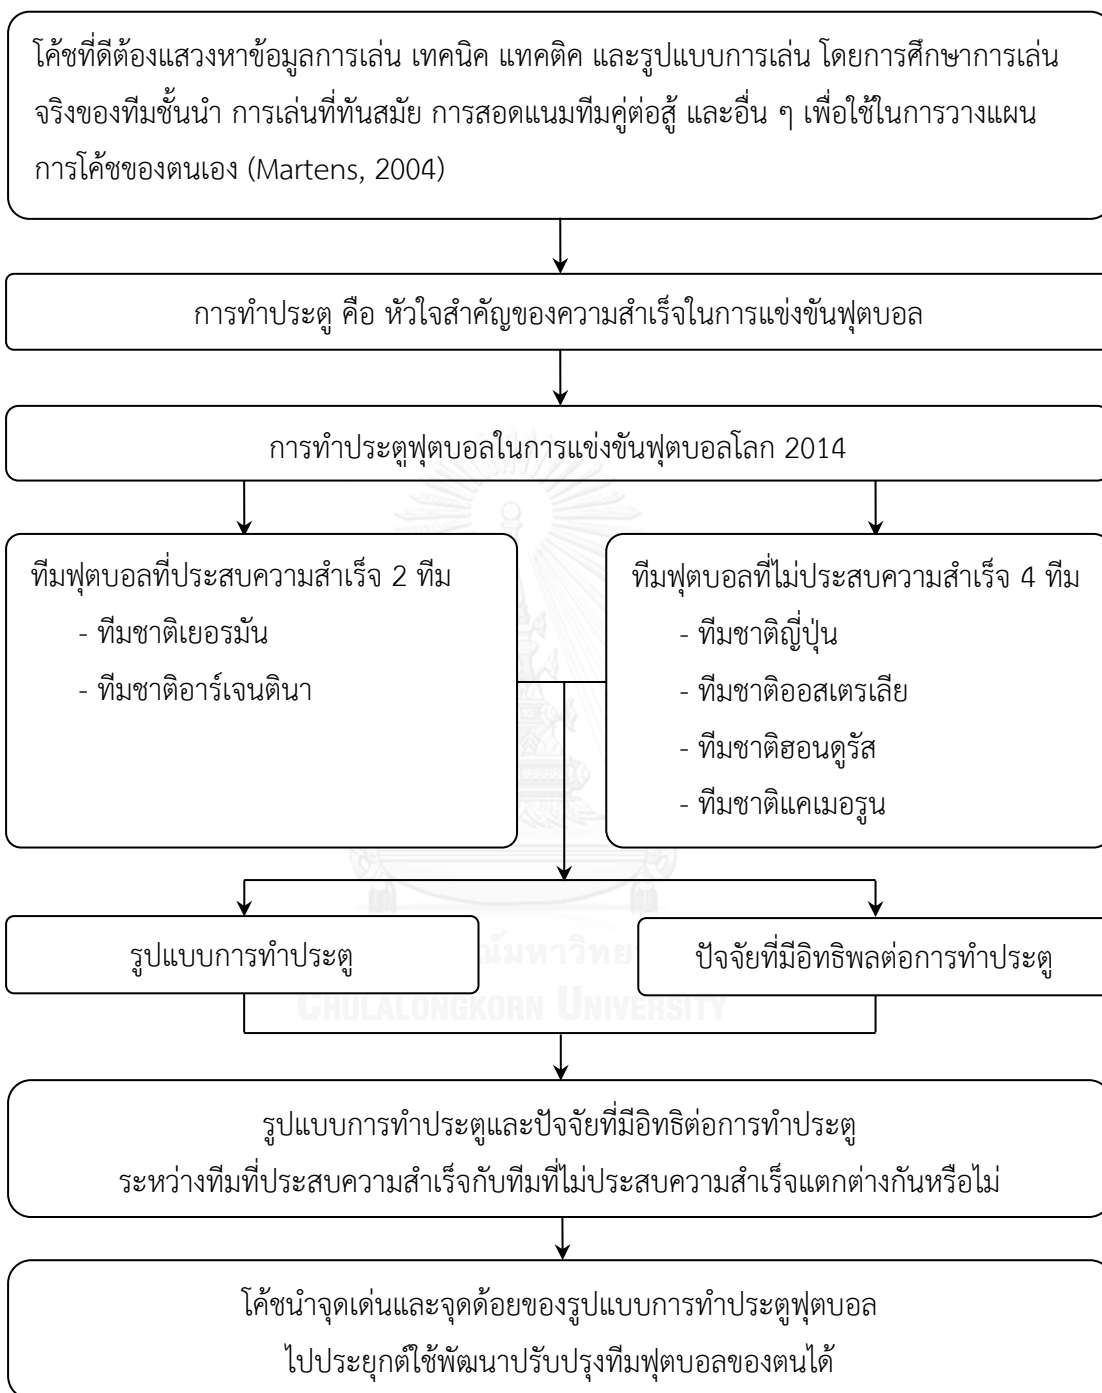 โค้ชที่ดีต้องแสวงหาข้อมูลการเล่น เทคนิค แทคติค และรูปแบบการเล่น โดยการศึกษาการเล่น
จริงของทีมชั้นนำ การเล่นที่ทันสมัย การสอดแนมทีมคู่ต่อสู้ และอื่น ๆ เพื่อใช้ในการวางแผน
การโค้ชของตนเอง (Martens, 2004)
การทำประตู คือ หัวใจสำคัญของความสำเร็จในการแข่งขันฟุตบอล
การทำประตูฟุตบอลในการแข่งขันฟุตบอลโลก 2014
ทีมฟุตบอลที่ประสบความสำเร็จ 2 ทีม
- ทีมชาติเยอรมัน
- ทีมชาติอาร์เจนตินา
ทีมฟุตบอลที่ไม่ประสบความสำเร็จ 4 ทีม
- ทีมชาติญี่ปุ่น
- ทีมชาติออสเตรเลีย
- ทีมชาติฮอนดูรัส
- ทีมชาติแคเมอรูน
รูปแบบการทำประตู
ปัจจัยที่มีอิทธิพลต่อการทำประตู
CHULALONGKORN UNIVERSITY
รูปแบบการทำประตูและปัจจัยที่มีอิทธิต่อการทำประตู
ระหว่างทีมที่ประสบความสำเร็จกับทีมที่ไม่ประสบความสำเร็จแตกต่างกันหรือไม่
โค้ชนำจุดเด่นและจุดด้อยของรูปแบบการทำประตูฟุตบอล
ไปประยุกต์ใช้พัฒนาปรับปรุงทีมฟุตบอลของตนได้